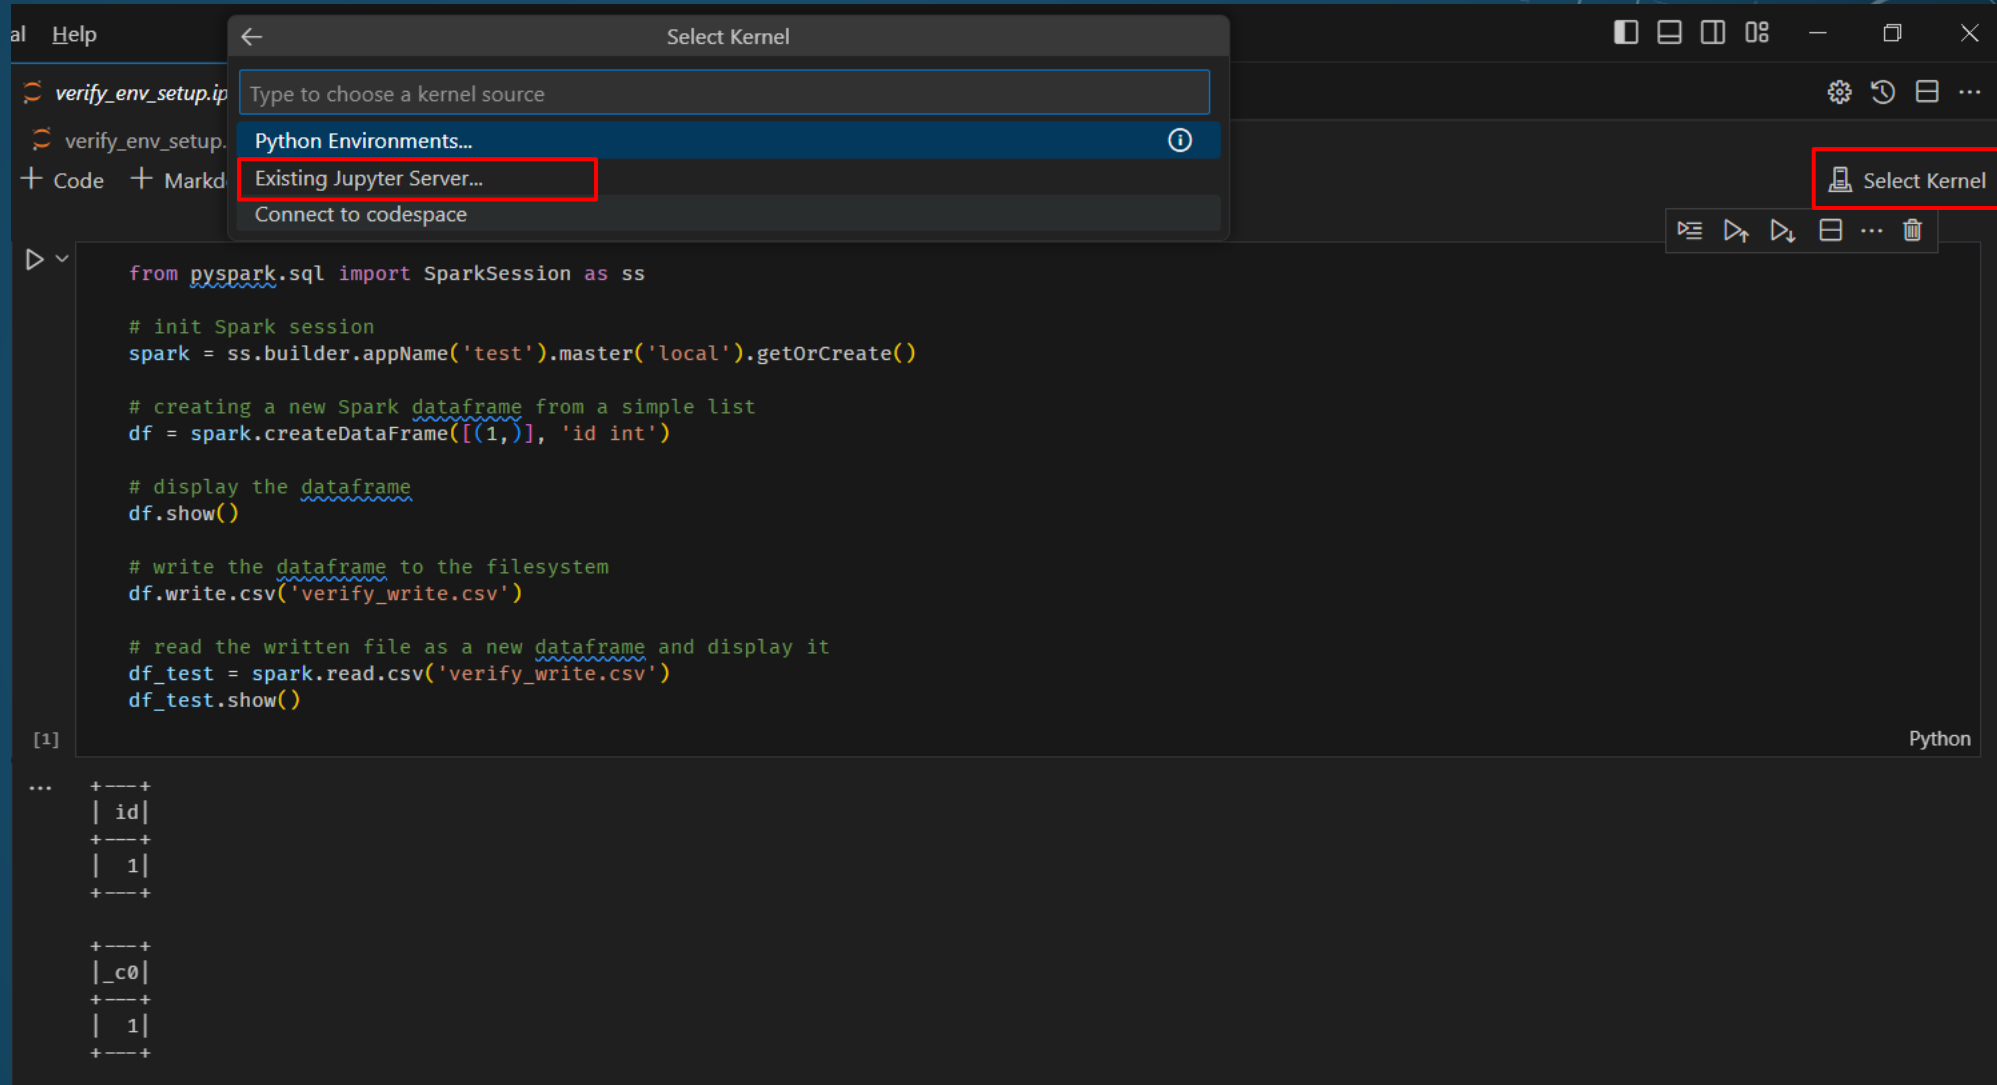 al Help
Select Kernel
verify_env_setup.ip
Type to choose a kernel source
verify_env_setup.
Python Environments...
+ Code + Markd
Existing Jupyter Server...
Select Kernel
Connect to codespace
from pyspark.sql import SparkSession as ss
# init Spark session
spark = ss.builder.appName('test').master('local').getOrCreate()
# creating a new Spark dataframe from a simple list
df = spark.createDataFrame([(1,)], 'id int')
# display the dataframe
df.show()
# write the dataframe to the filesystem
df.write.csv('verify_write.csv')
# read the written file as a new dataframe and display it
df_test = spark.read.csv('verify_write.csv')
df_test.show()
[1]
Python
...
+---+
| id|
+---+
|  1|
+---+
+---+
|_c0|
+---+
|  1|
+---+